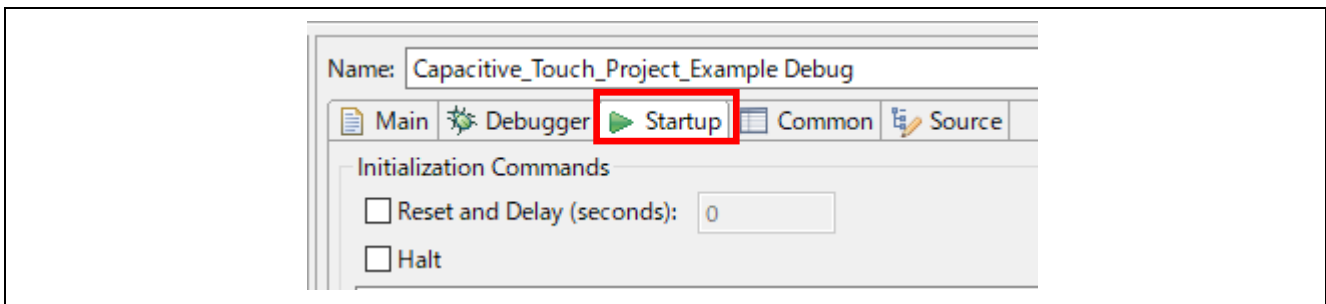 Name: Capacitive_Touch_Project_Example Debug
Main Debugger Startup Common Source
Initialization Commands
Reset and Delay (seconds): 0
Halt